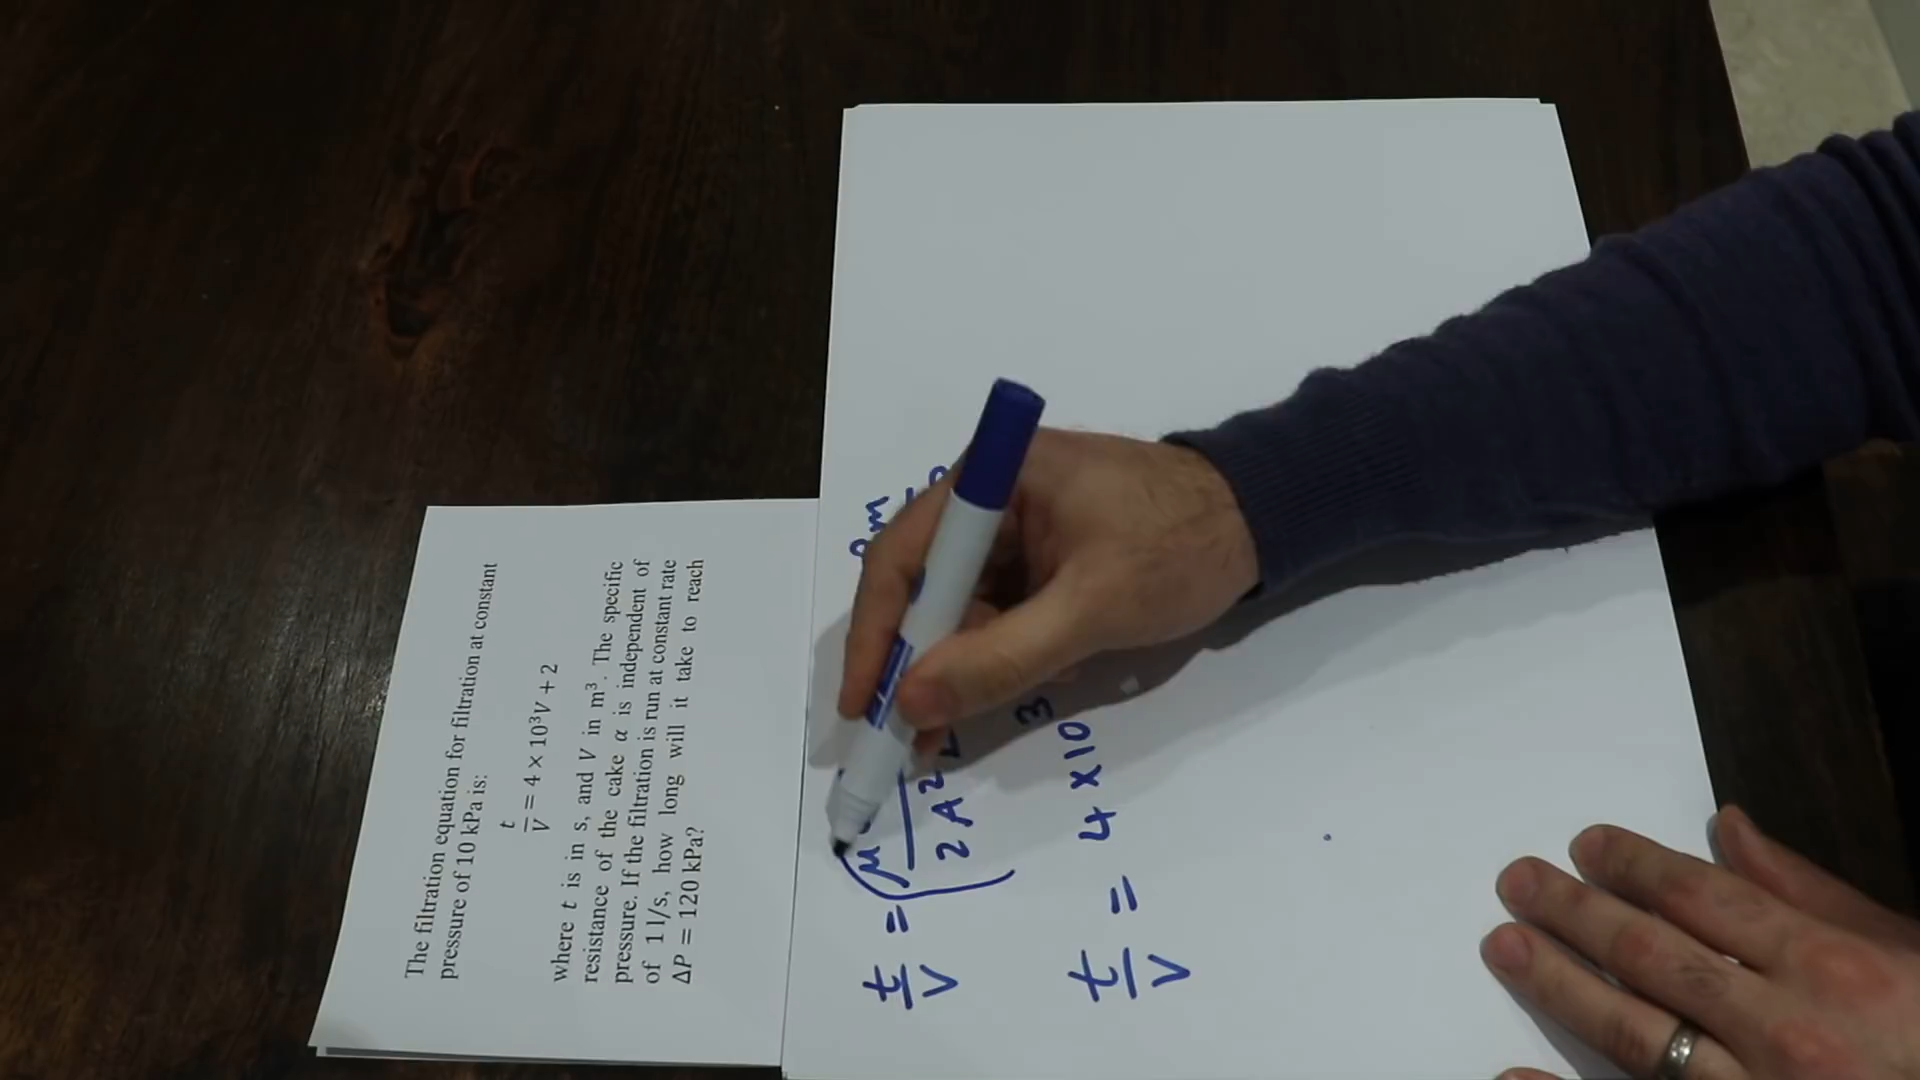 The filtration equation for filtration at constant
pressure of 10 kPa is:
t/V = 4 × 10³V + 2
where t is in s, and V in m³. The specific
resistance of the cake α is independent of
pressure. If the filtration is run at constant rate
of 1 l/s, how long will it take to reach
ΔP = 120 kPa?
t/V = (μ / 2A²
t/V = 4 × 10³